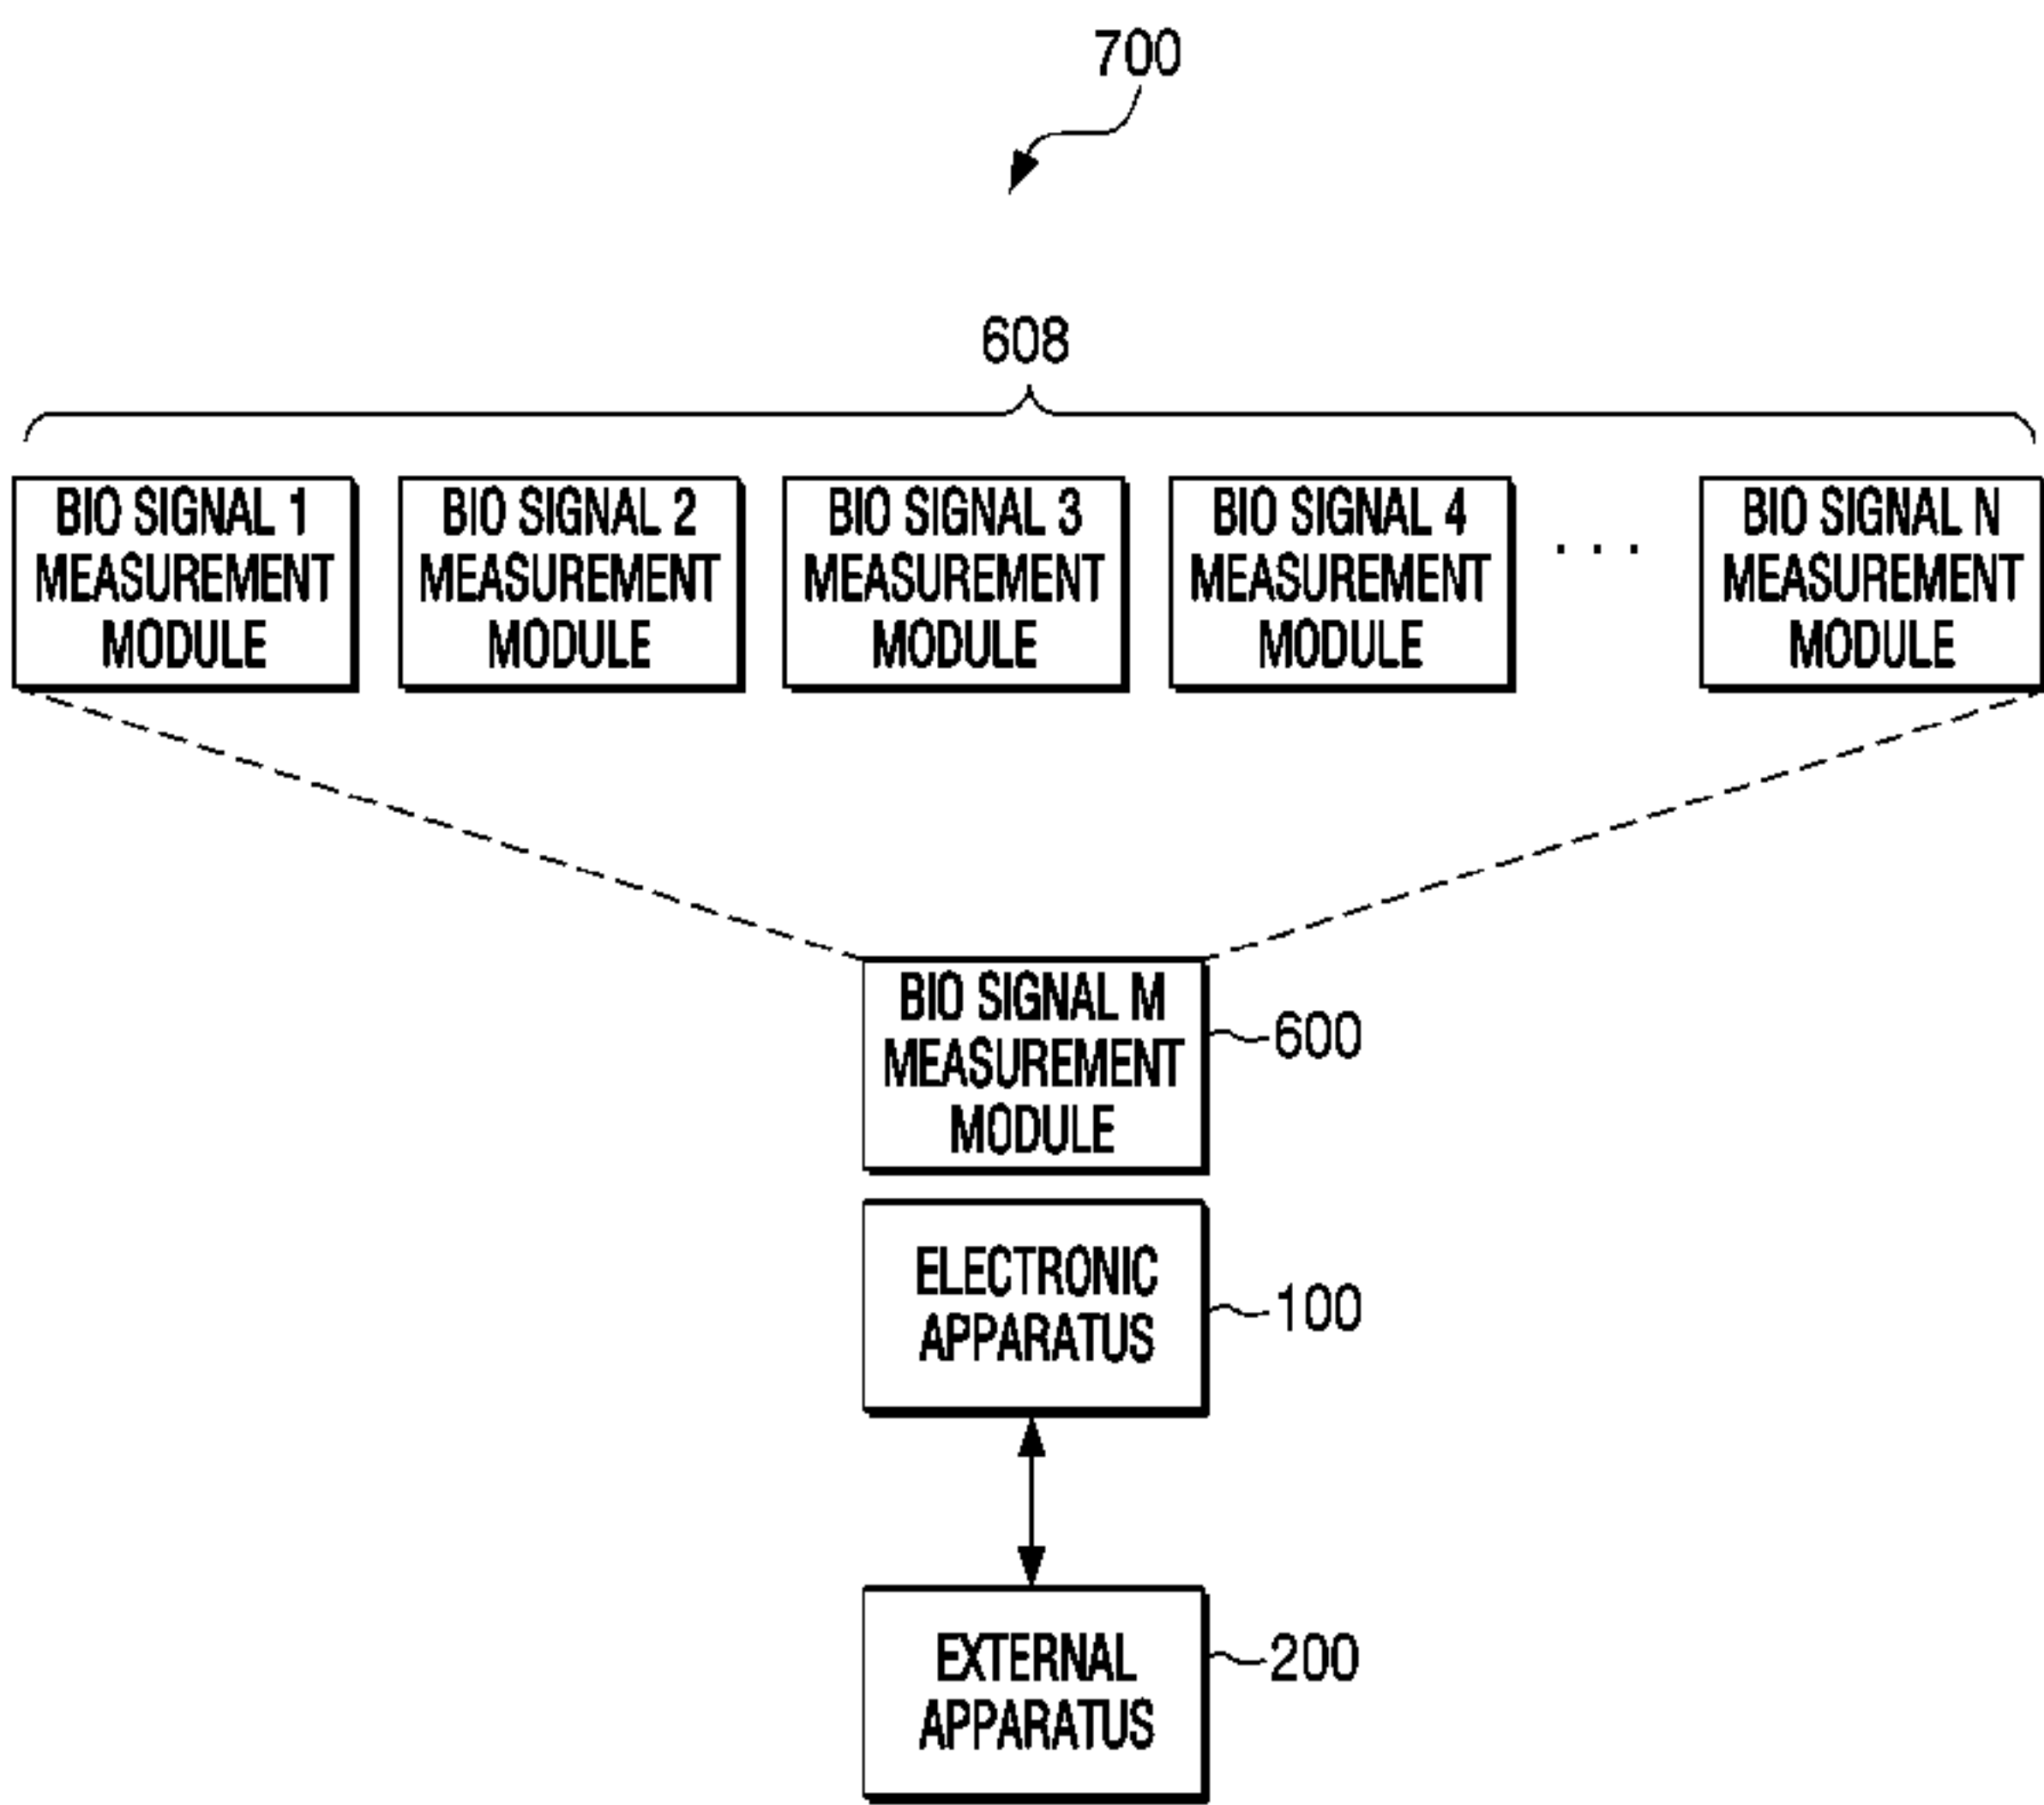 700
608
BIO SIGNAL 1
MEASUREMENT
MODULE
BIO SIGNAL 2
MEASUREMENT
MODULE
BIO SIGNAL 3
MEASUREMENT
MODULE
BIO SIGNAL 4
MEASUREMENT
MODULE
. . .
BIO SIGNAL N
MEASUREMENT
MODULE
BIO SIGNAL M
MEASUREMENT
MODULE
600
ELECTRONIC
APPARATUS
100
EXTERNAL
APPARATUS
200